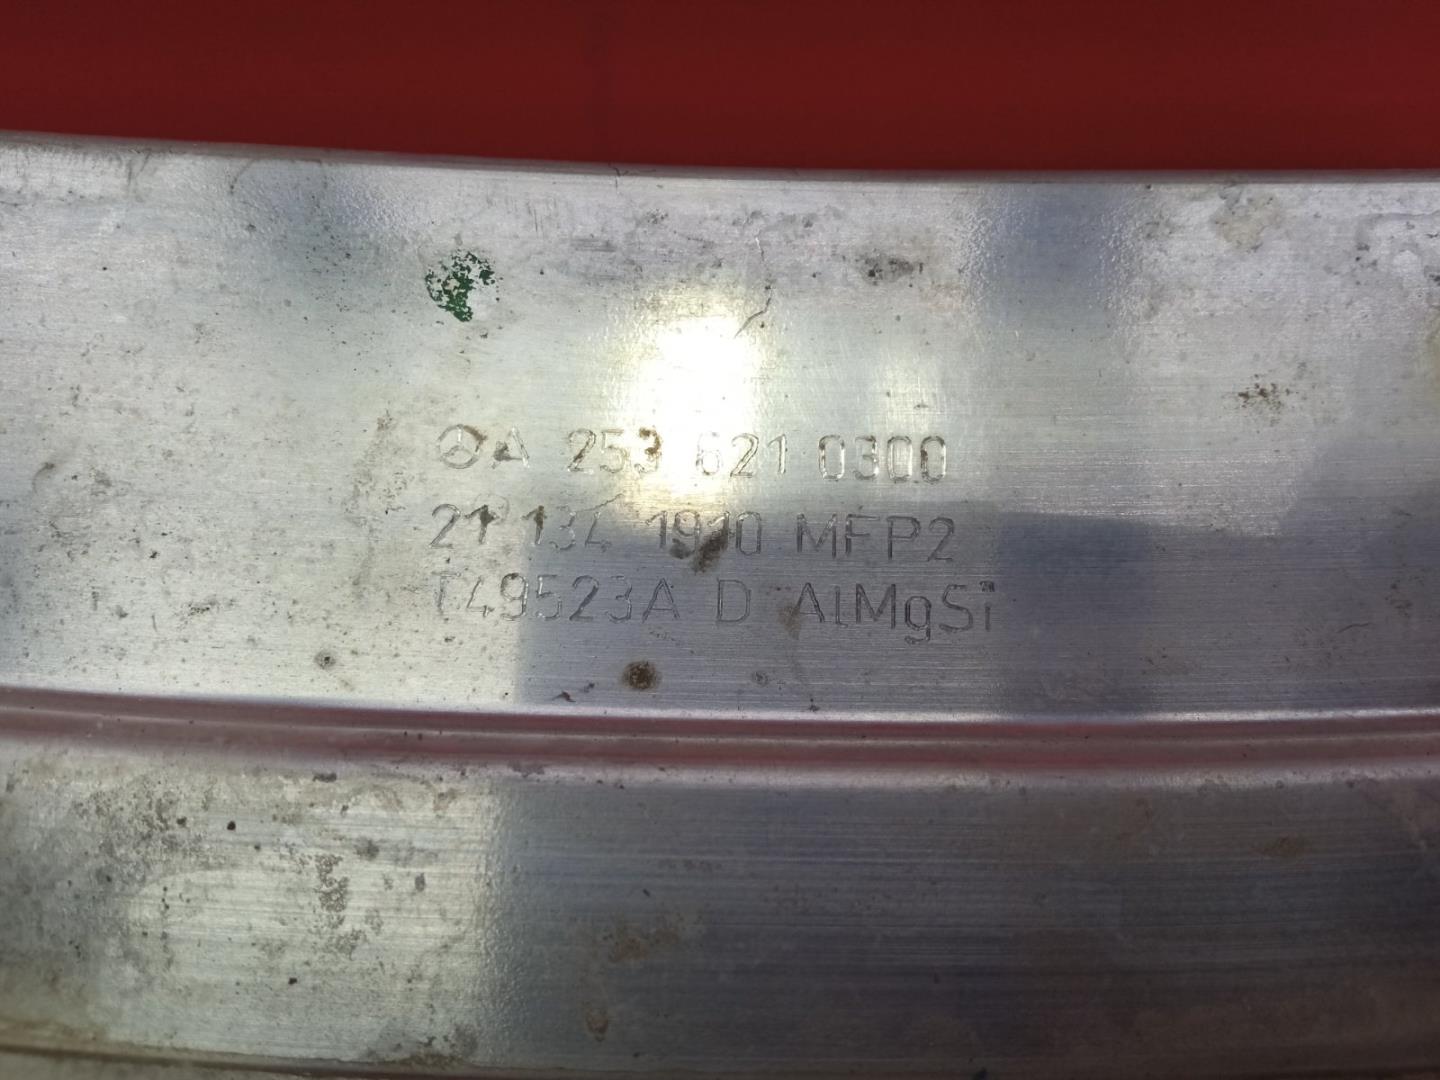 A 253 621 0300
21 134 1910 MFP2
T49523A D AlMgSi